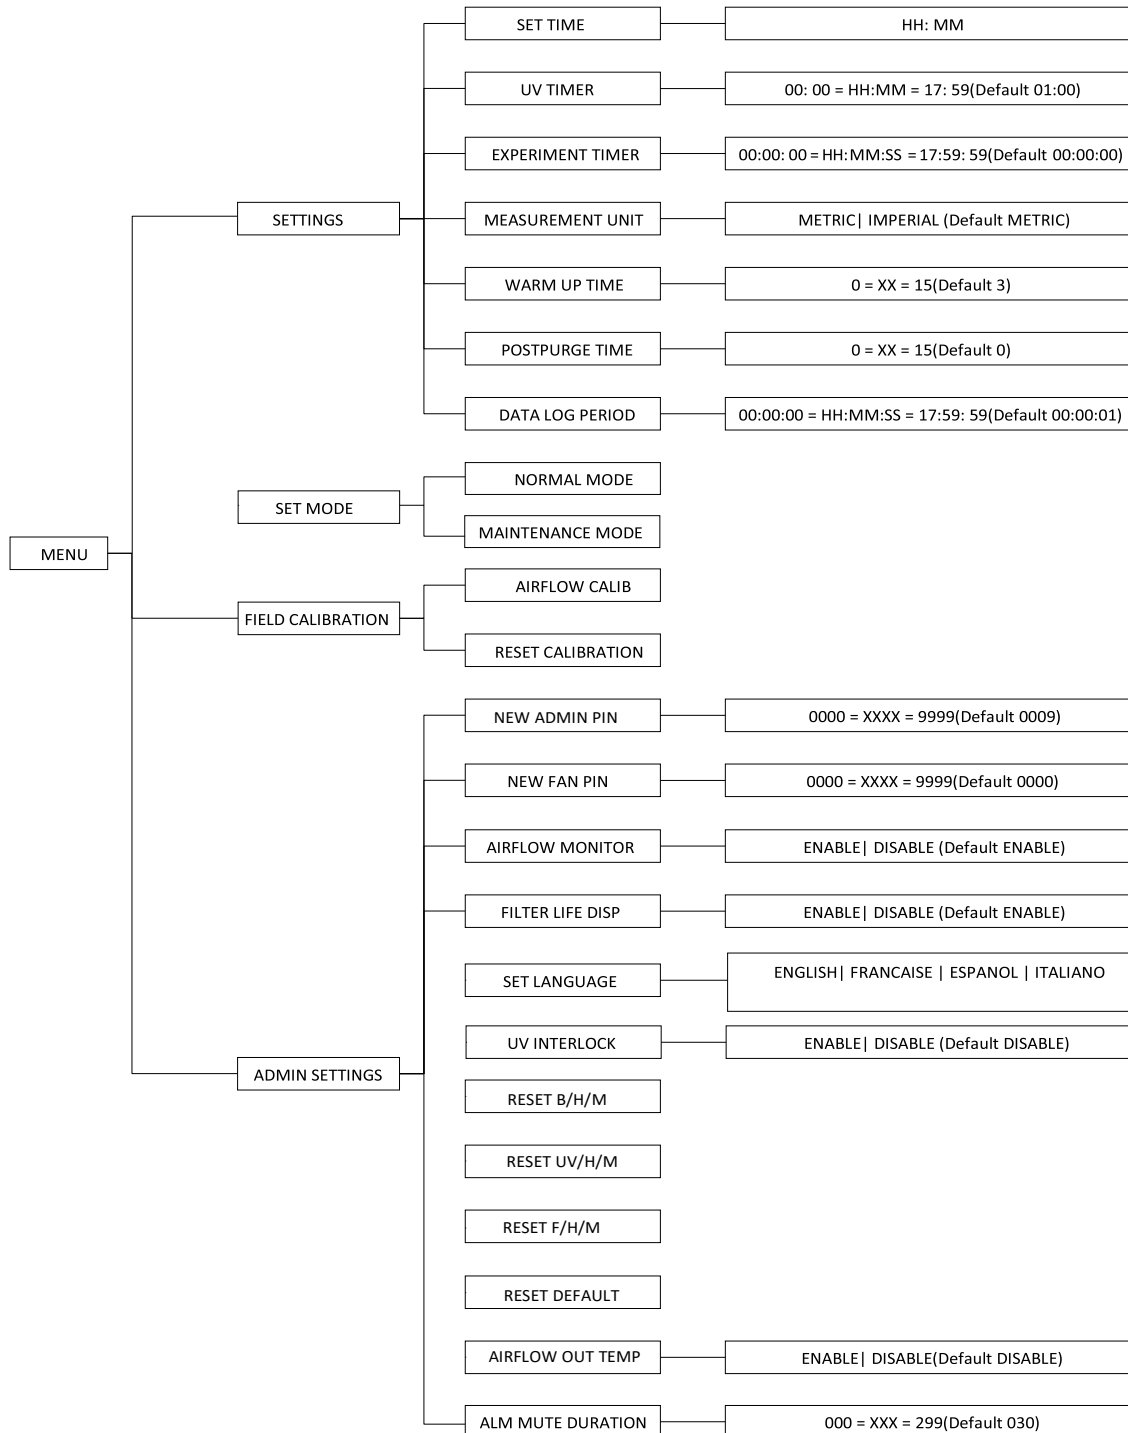 SET TIME
HH: MM
UV TIMER
00: 00 = HH:MM = 17: 59(Default 01:00)
EXPERIMENT TIMER
00:00: 00 = HH:MM:SS = 17:59: 59(Default 00:00:00)
SETTINGS
MEASUREMENT UNIT
METRIC| IMPERIAL (Default METRIC)
WARM UP TIME
0 = XX = 15(Default 3)
POSTPURGE TIME
0 = XX = 15(Default 0)
DATA LOG PERIOD
00:00:00 = HH:MM:SS = 17:59: 59(Default 00:00:01)
NORMAL MODE
SET MODE
MAINTENANCE MODE
MENU
AIRFLOW CALIB
FIELD CALIBRATION
RESET CALIBRATION
NEW ADMIN PIN
0000 = XXXX = 9999(Default 0009)
NEW FAN PIN
0000 = XXXX = 9999(Default 0000)
AIRFLOW MONITOR
ENABLE| DISABLE (Default ENABLE)
FILTER LIFE DISP
ENABLE| DISABLE (Default ENABLE)
SET LANGUAGE
ENGLISH| FRANCAISE | ESPANOL | ITALIANO
UV INTERLOCK
ENABLE| DISABLE (Default DISABLE)
ADMIN SETTINGS
RESET B/H/M
RESET UV/H/M
RESET F/H/M
RESET DEFAULT
AIRFLOW OUT TEMP
ENABLE| DISABLE(Default DISABLE)
ALM MUTE DURATION
000 = XXX = 299(Default 030)